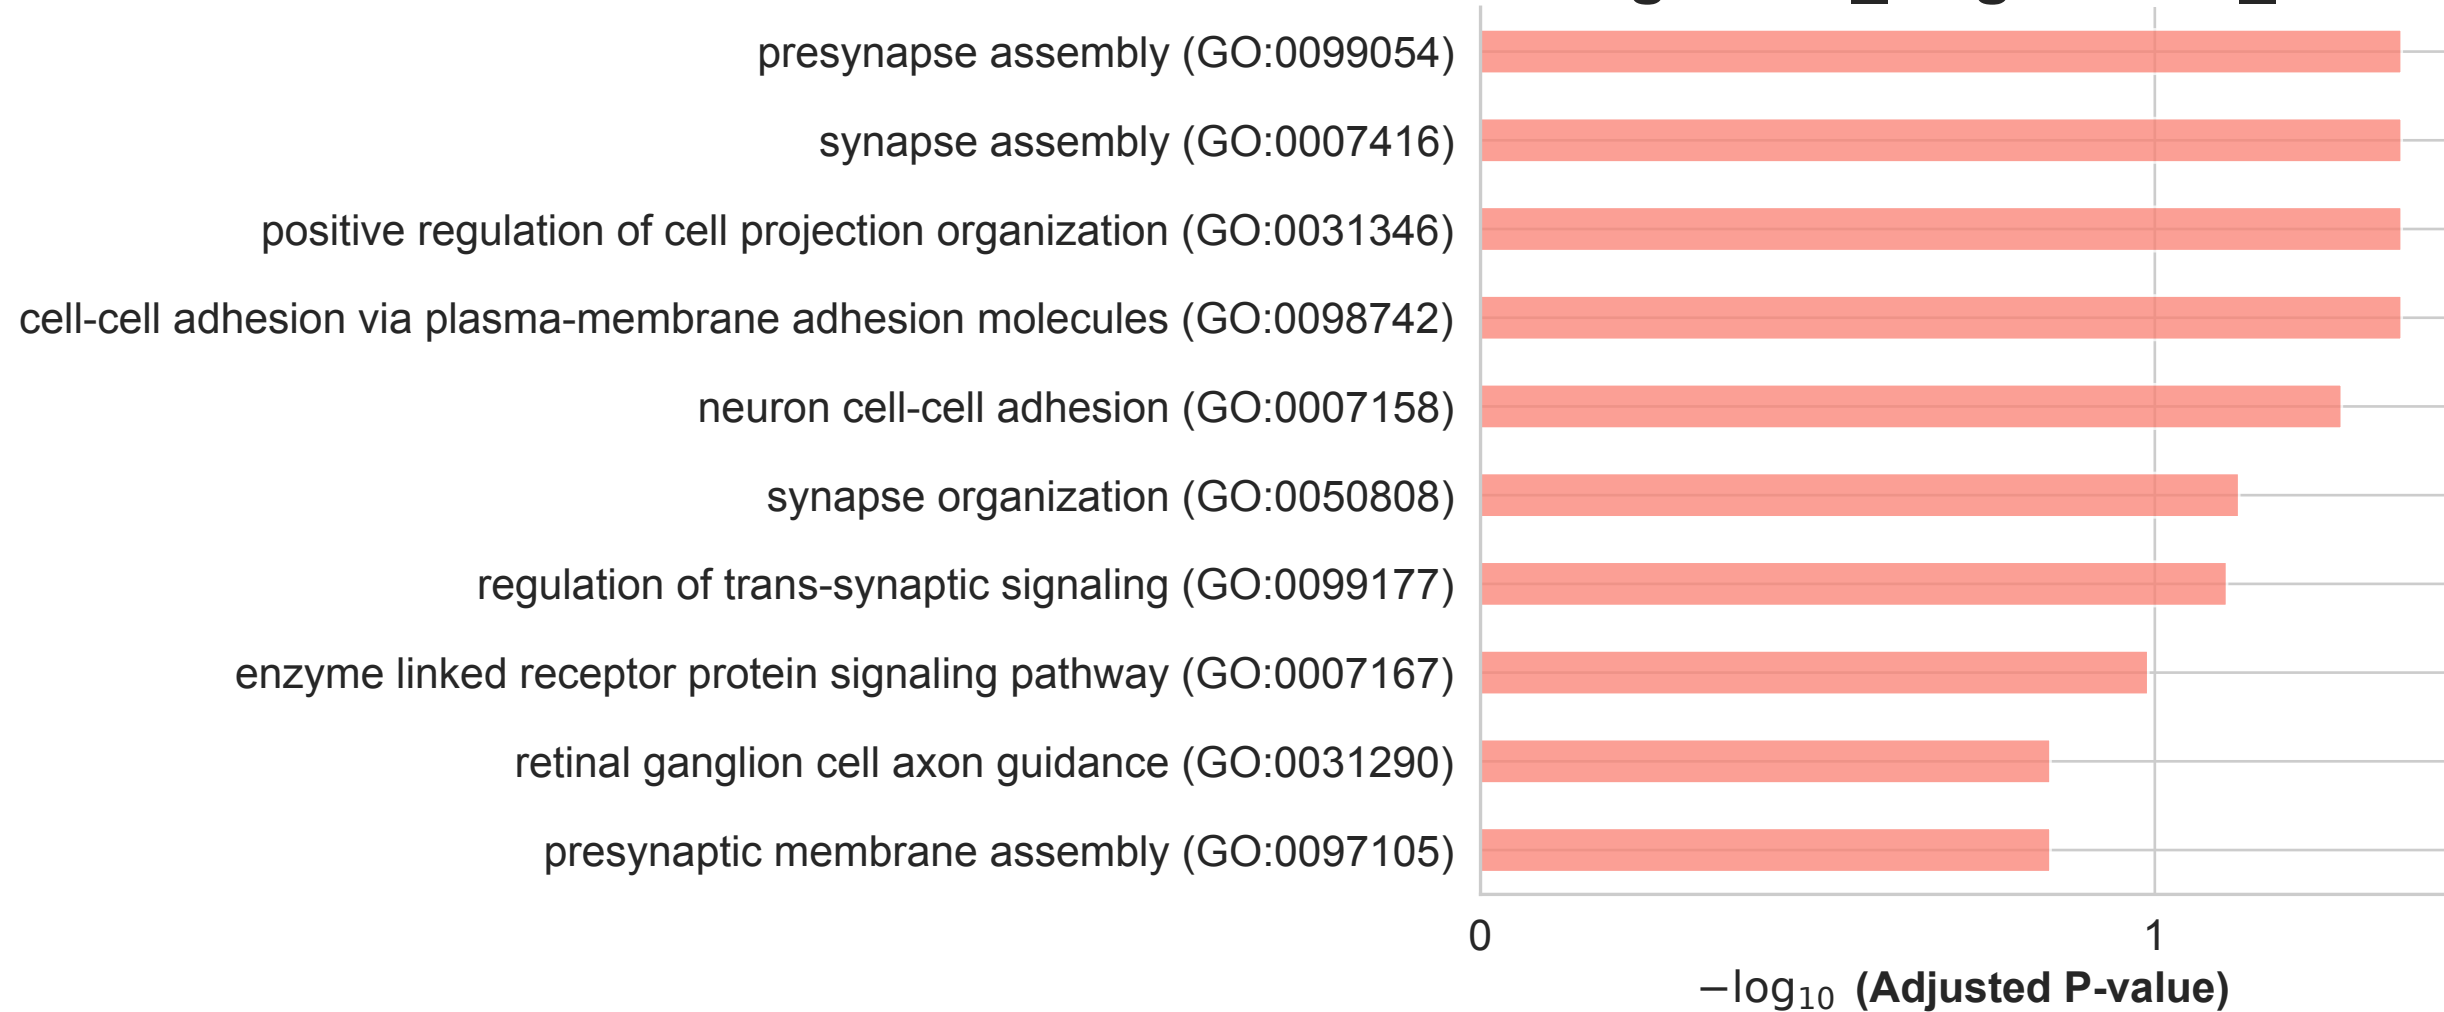 presynapse assembly (GO:0099054)
synapse assembly (GO:0007416)
positive regulation of cell projection organization (GO:0031346)
cell-cell adhesion via plasma-membrane adhesion molecules (GO:0098742)
neuron cell-cell adhesion (GO:0007158)
synapse organization (GO:0050808)
regulation of trans-synaptic signaling (GO:0099177)
enzyme linked receptor protein signaling pathway (GO:0007167)
retinal ganglion cell axon guidance (GO:0031290)
presynaptic membrane assembly (GO:0097105)
0 1
−log₁₀ (Adjusted P-value)